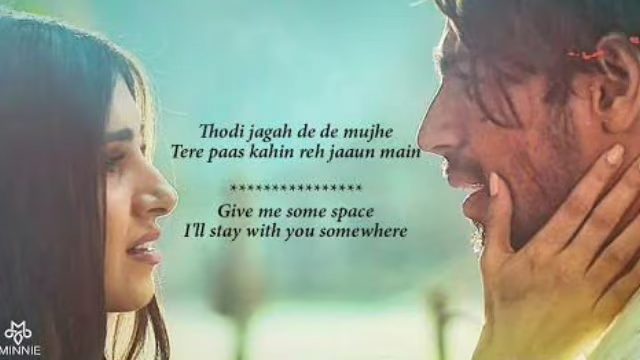 Thodi jagah de de mujhe
Tere paas kahin reh jaaun main
****************
Give me some space
I'll stay with you somewhere
MINNIE